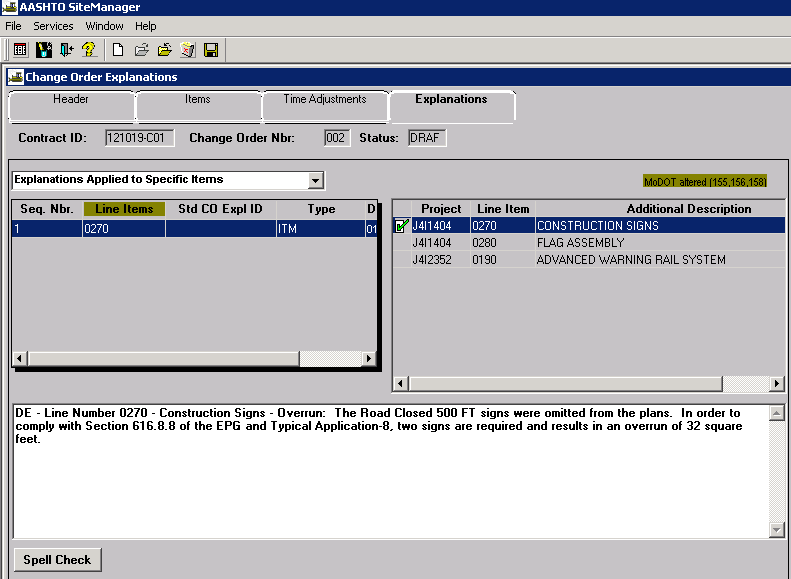 AASHTO SiteManager
File Services Window Help
Change Order Explanations
Header Items Time Adjustments Explanations
Contract ID: 121019-C01 Change Order Nbr: 002 Status: DRAF
Explanations Applied to Specific Items
MoDOT altered (155,156,158)
Seq. Nbr. Line Items Std CO Expl ID Type D
1 0270 ITM 01
Project Line Item Additional Description
J4I1404 0270 CONSTRUCTION SIGNS
J4I1404 0280 FLAG ASSEMBLY
J4I2352 0190 ADVANCED WARNING RAIL SYSTEM
DE - Line Number 0270 - Construction Signs - Overrun: The Road Closed 500 FT signs were omitted from the plans. In order to
comply with Section 616.8.8 of the EPG and Typical Application-8, two signs are required and results in an overrun of 32 square
feet.
Spell Check